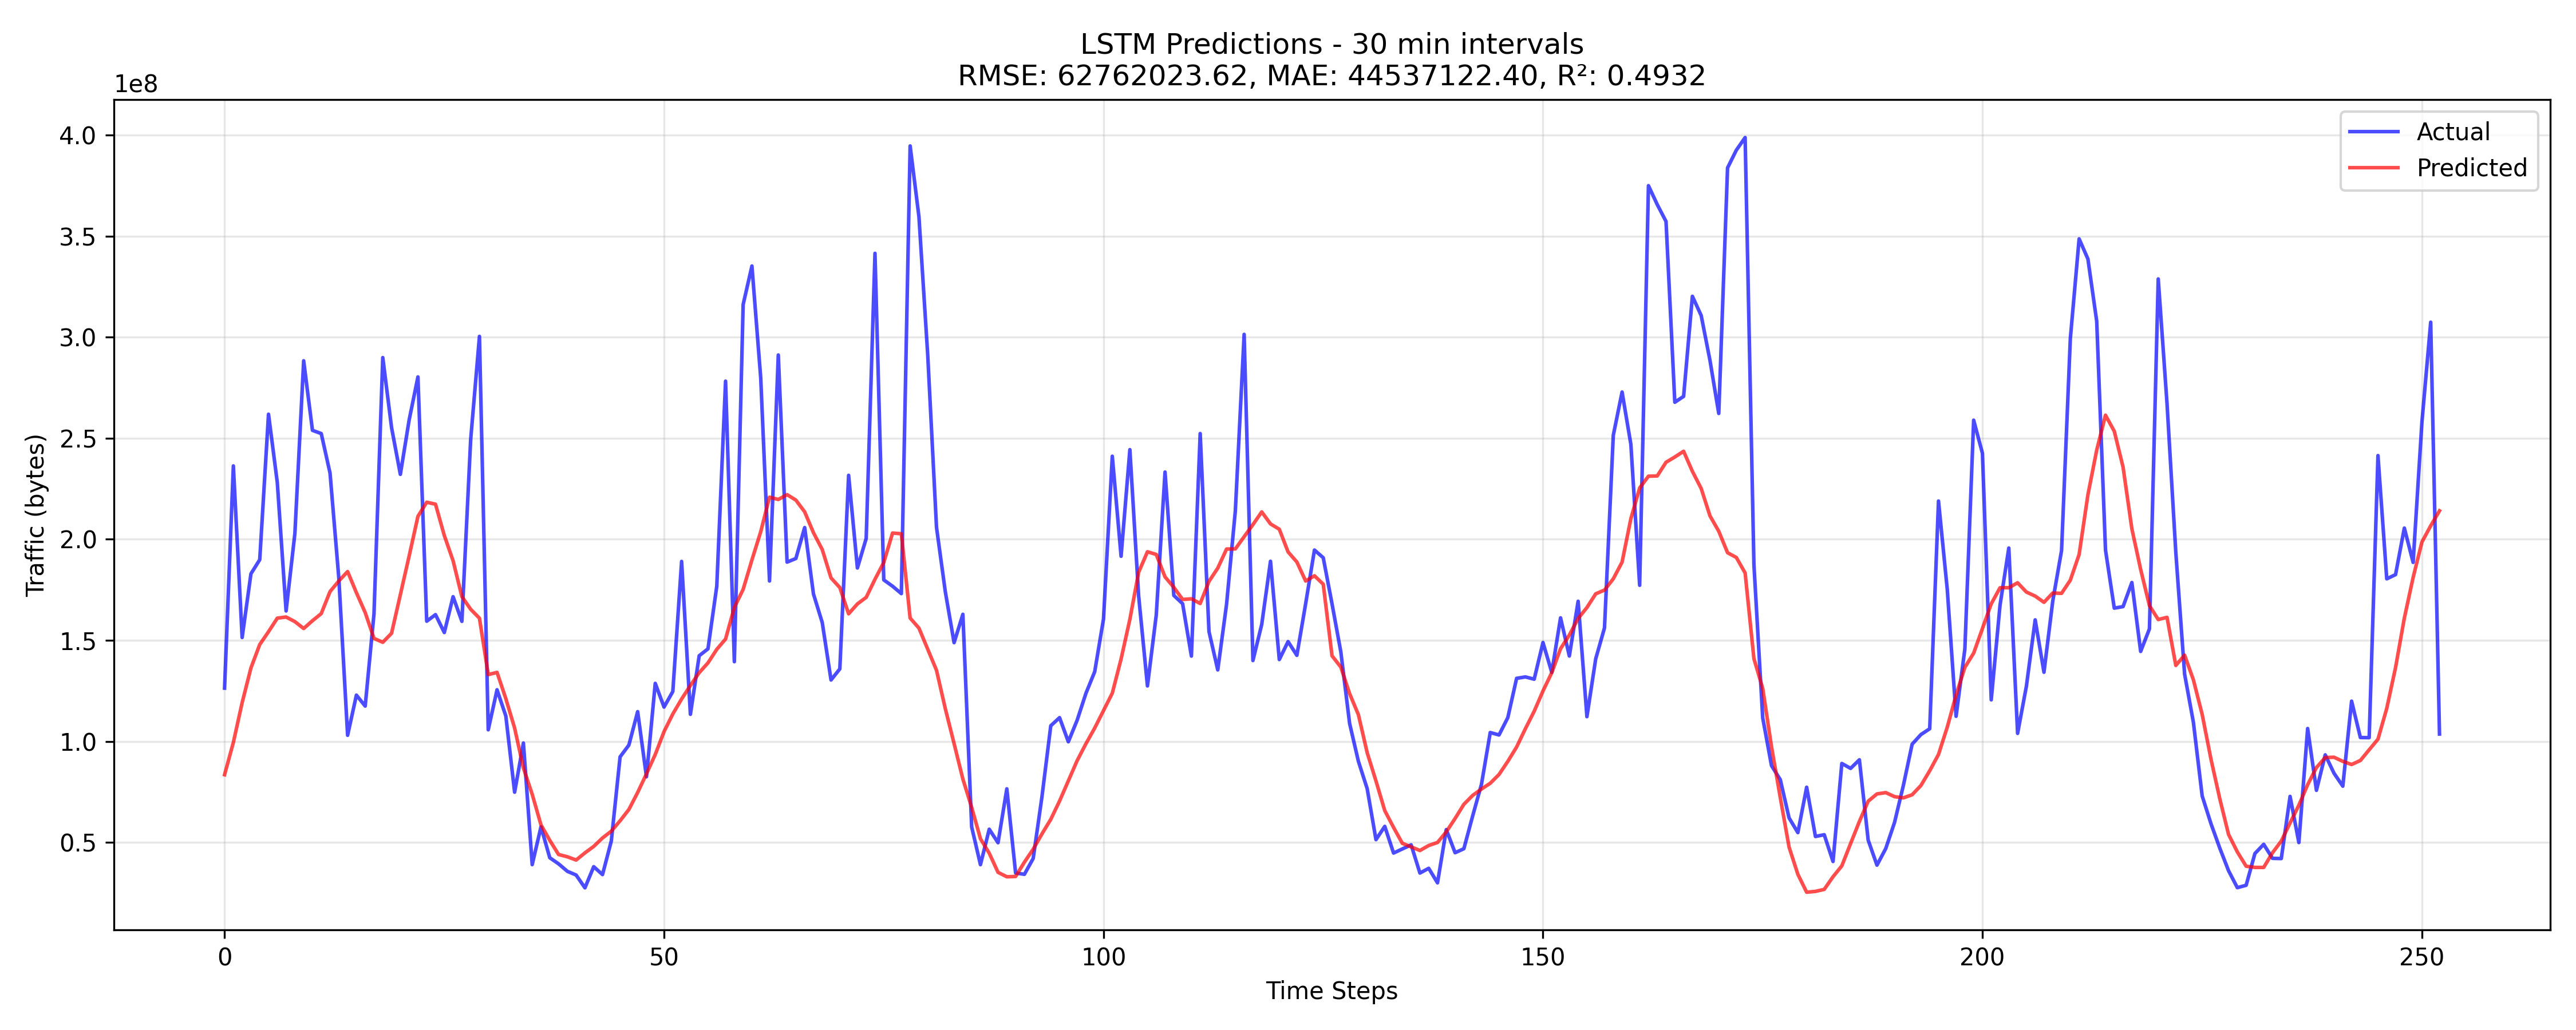 LSTM Predictions - 30 min intervals
RMSE: 62762023.62, MAE: 44537122.40, R²: 0.4932
1e8
4.0
3.5
3.0
2.5
2.0
1.5
1.0
0.5
Traffic (bytes)
Actual
Predicted
0
50
100
150
200
250
Time Steps